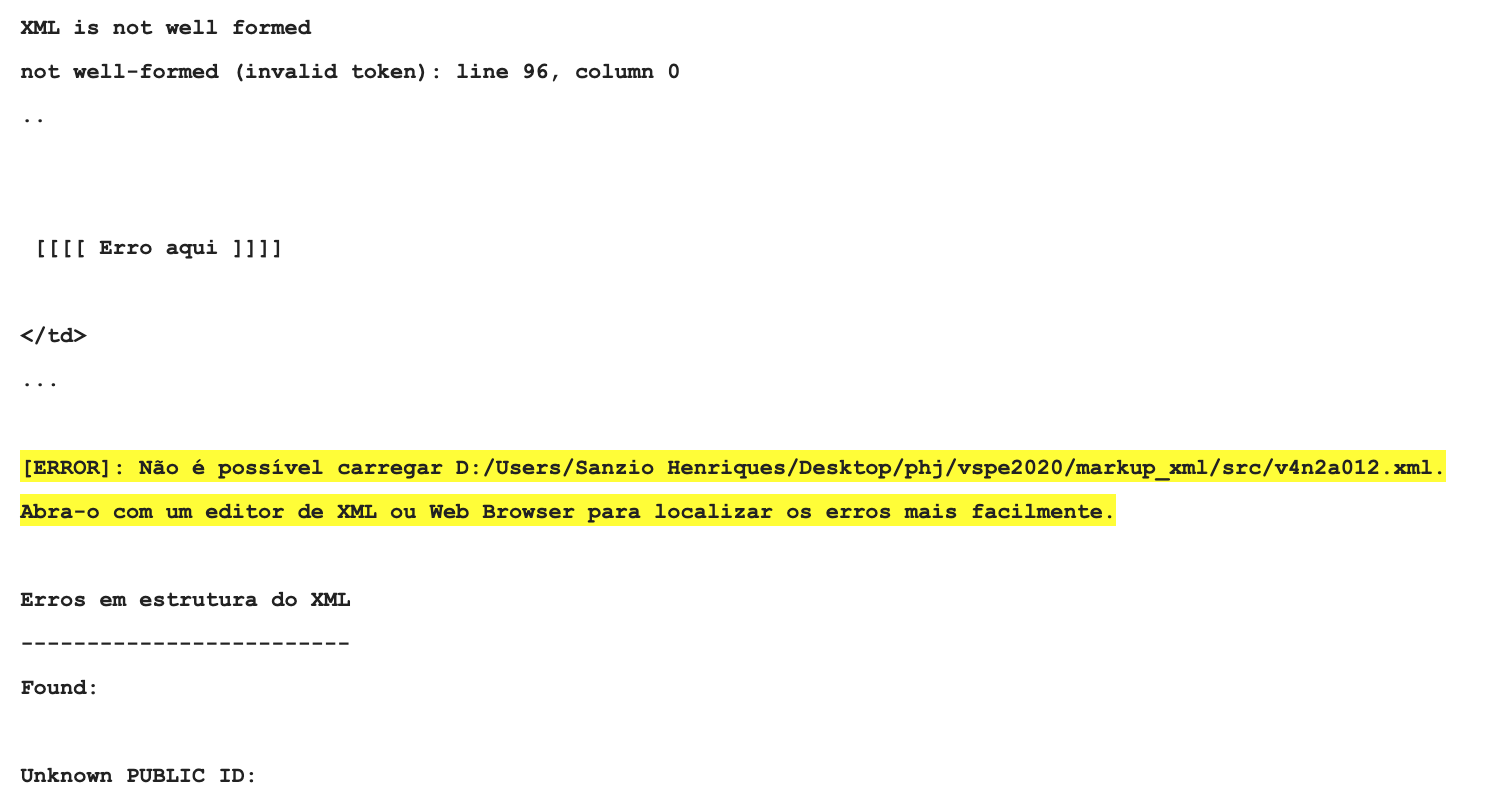 XML is not well formed
not well-formed (invalid token): line 96, column 0
..
[[[[ Erro aqui ]]]]
</td>
...
[ERROR]: Não é possível carregar D:/Users/Sanzio Henriques/Desktop/phj/vspe2020/markup_xml/src/v4n2a012.xml.
Abra-o com um editor de XML ou Web Browser para localizar os erros mais facilmente.
Erros em estrutura do XML
-------------------------
Found:
Unknown PUBLIC ID: